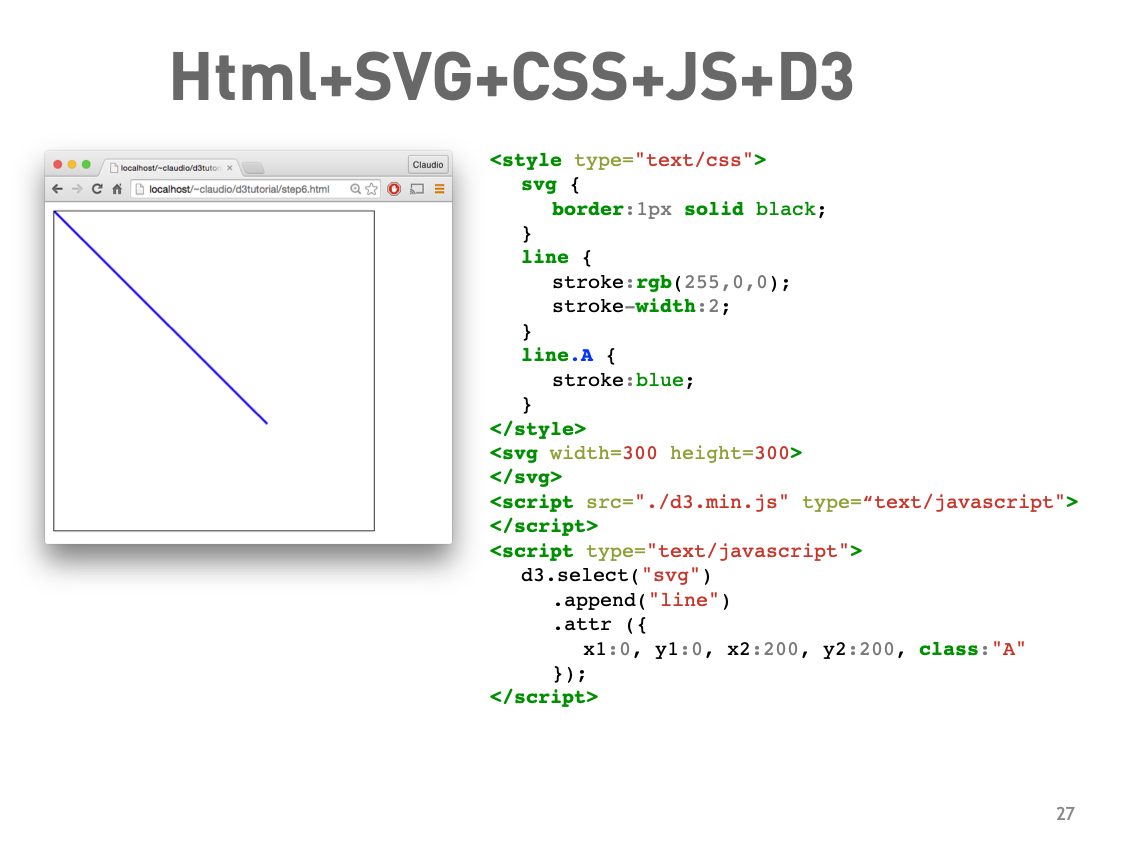 Html+SVG+CSS+JS+D3
localhost/~claudio/d3tuto
Claudio
localhost/~claudio/d3tutorial/step6.html
<style type="text/css">
svg {
border:1px solid black;
}
line {
stroke:rgb(255,0,0);
stroke-width:2;
}
line.A {
stroke:blue;
}
</style>
<svg width=300 height=300>
</svg>
<script src="./d3.min.js" type=“text/javascript">
</script>
<script type="text/javascript">
d3.select("svg")
.append("line")
.attr ({
x1:0, y1:0, x2:200, y2:200, class:"A"
});
</script>
27